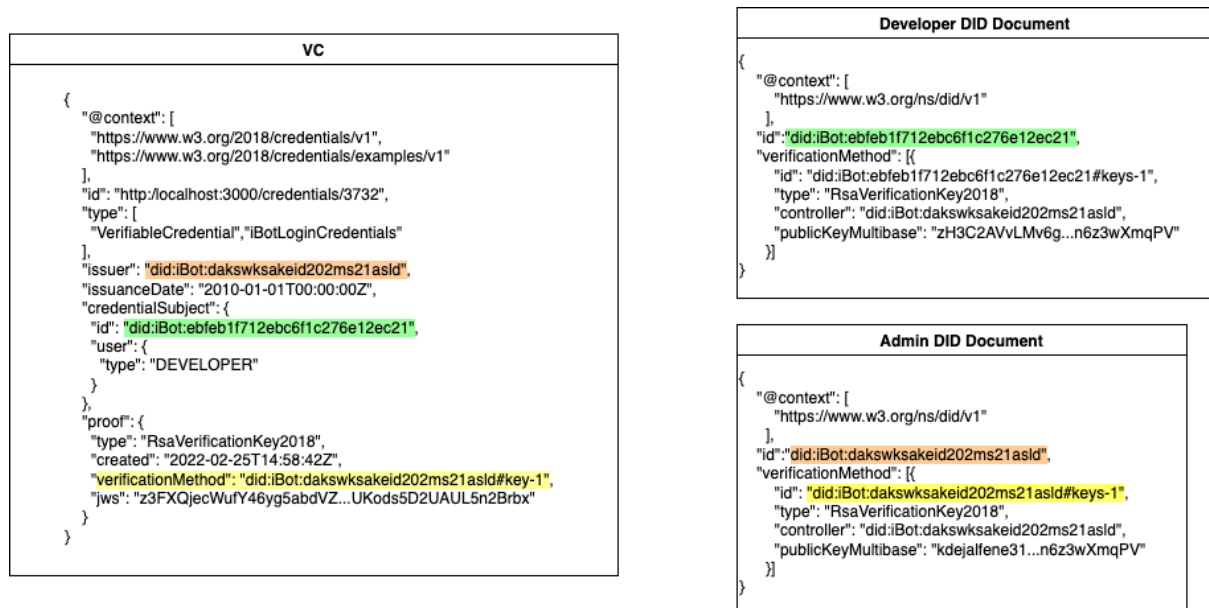 VC
{
"@context": [
"https://www.w3.org/2018/credentials/v1",
"https://www.w3.org/2018/credentials/examples/v1"
],
"id": "http:/localhost:3000/credentials/3732",
"type": [
"VerifiableCredential","iBotLoginCredentials"
],
"issuer": "did:iBot:dakswksakeid202ms21asld",
"issuanceDate": "2010-01-01T00:00:00Z",
"credentialSubject": {
"id": "did:iBot:ebfeb1f712ebc6f1c276e12ec21",
"user": {
"type": "DEVELOPER"
}
},
"proof": {
"type": "RsaVerificationKey2018",
"created": "2022-02-25T14:58:42Z",
"verificationMethod": "did:iBot:dakswksakeid202ms21asld#key-1",
"jws": "z3FXQjecWufY46yg5abdVZ...UKods5D2UAUL5n2Brbx"
}
}
Developer DID Document
{
"@context": [
"https://www.w3.org/ns/did/v1"
],
"id":"did:iBot:ebfeb1f712ebc6f1c276e12ec21",
"verificationMethod": [{
"id": "did:iBot:ebfeb1f712ebc6f1c276e12ec21#keys-1",
"type": "RsaVerificationKey2018",
"controller": "did:iBot:dakswksakeid202ms21asld",
"publicKeyMultibase": "zH3C2AVvLMv6g...n6z3wXmqPV"
}]
}
Admin DID Document
{
"@context": [
"https://www.w3.org/ns/did/v1"
],
"id":"did:iBot:dakswksakeid202ms21asld",
"verificationMethod": [{
"id": "did:iBot:dakswksakeid202ms21asld#keys-1",
"type": "RsaVerificationKey2018",
"controller": "did:iBot:dakswksakeid202ms21asld",
"publicKeyMultibase": "kdejalfene31...n6z3wXmqPV"
}]
}